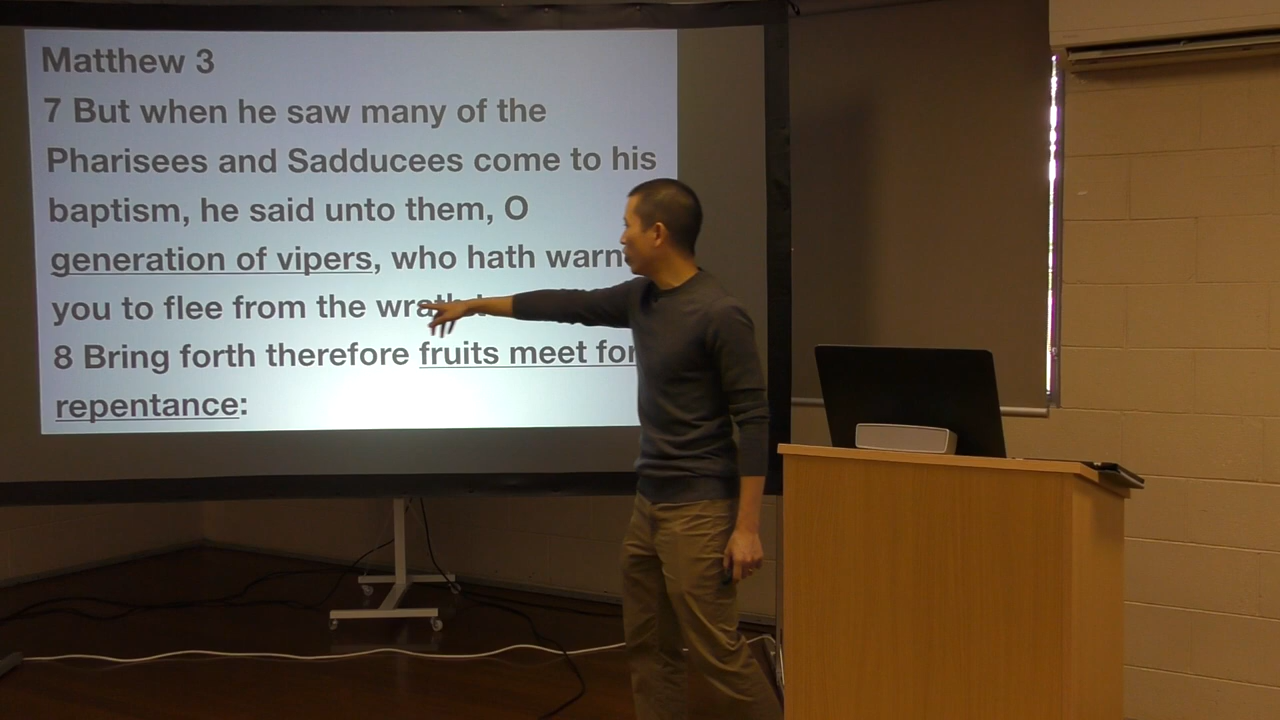 Matthew 3
7 But when he saw many of the
Pharisees and Sadducees come to his
baptism, he said unto them, O
generation of vipers, who hath
you to flee from the
8 Bring forth therefore fruits meet for
repentance: